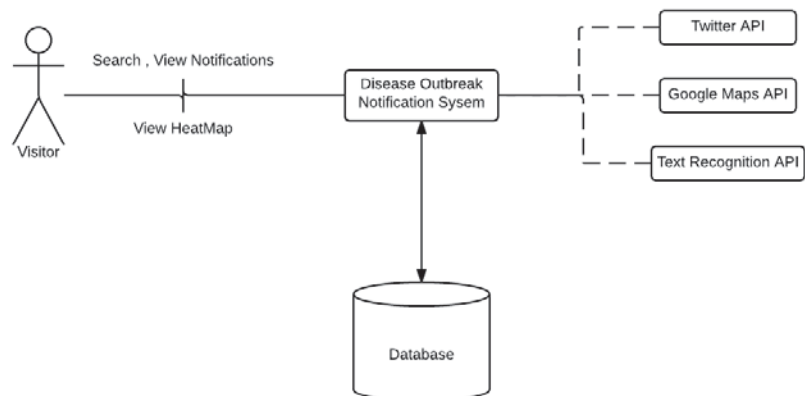 Twitter API
Search , View Notifications
Disease Outbreak
Notification Sysem
Google Maps API
View HeatMap
Visitor
Text Recognition API
Database